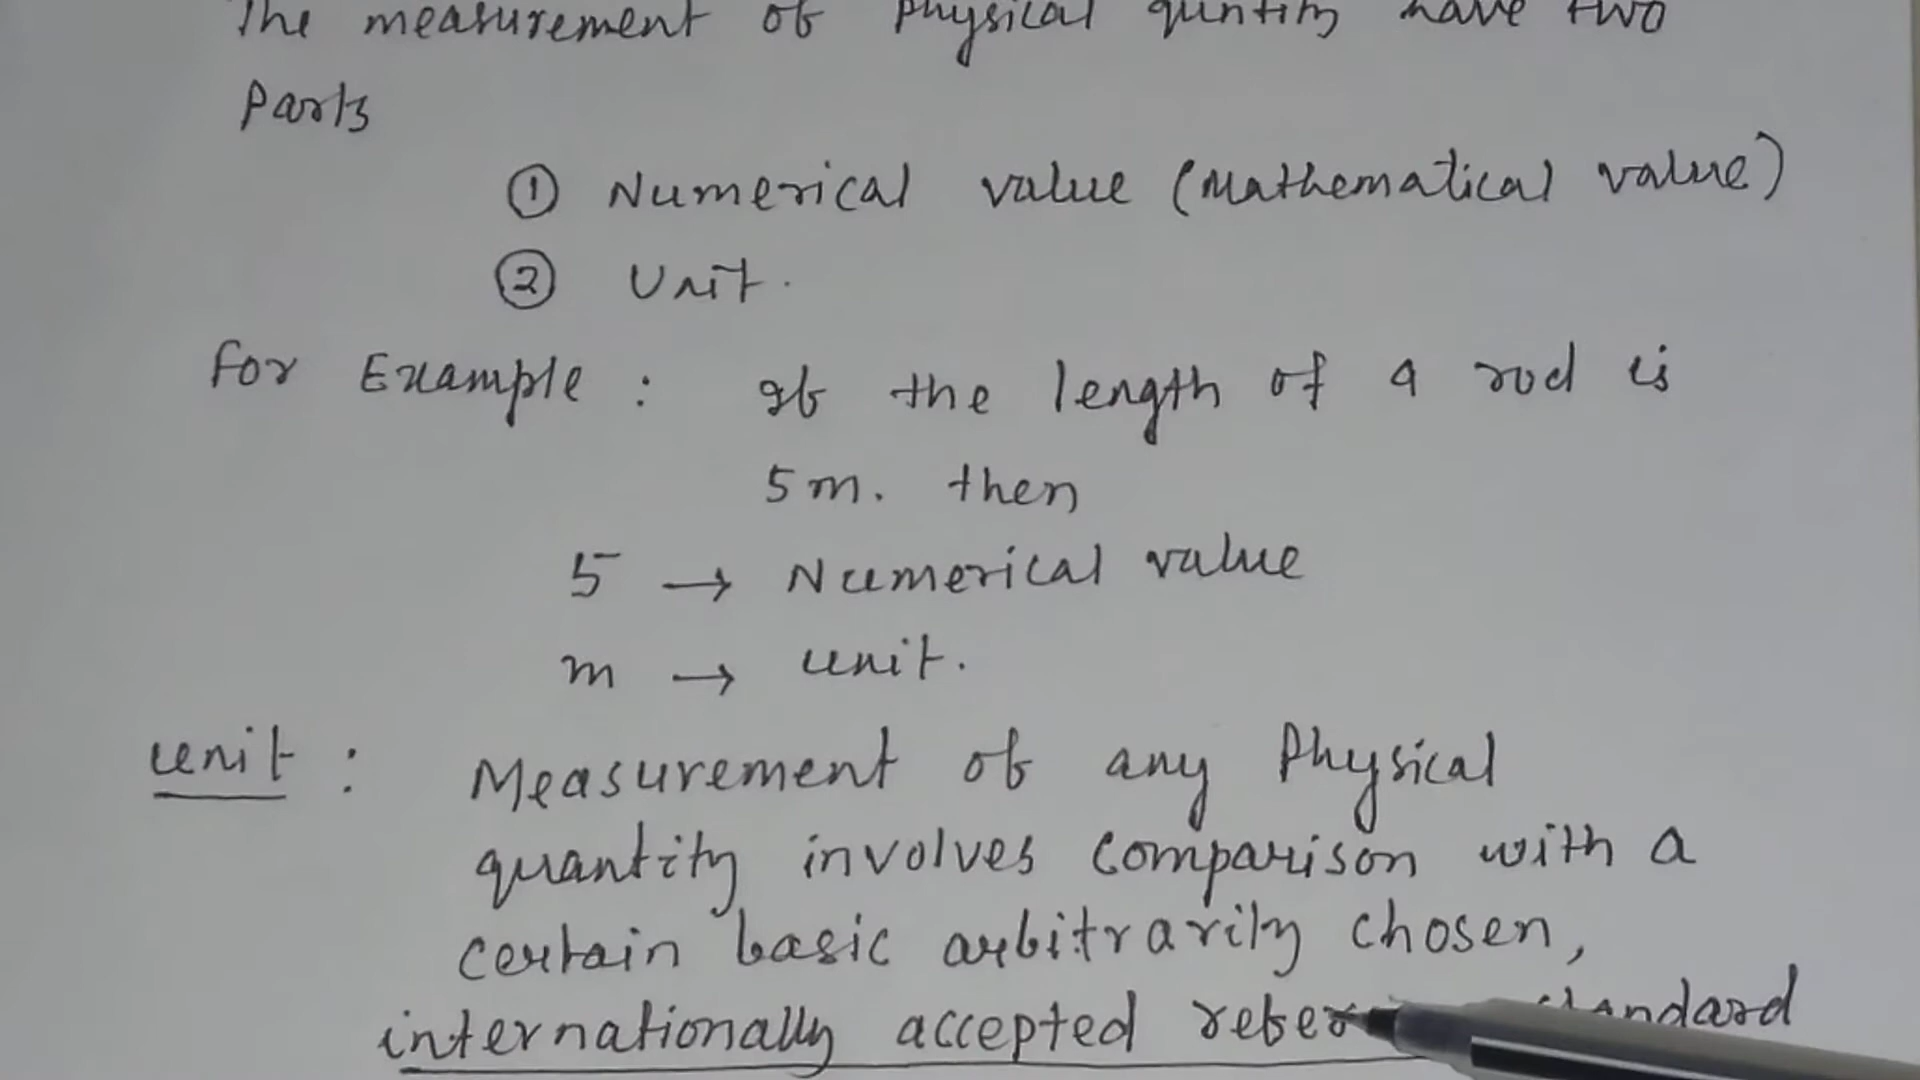 The measurement of physical quntity have two
Parts
① Numerical value (Mathematical value)
② Unit.
For Example : If the length of a rod is
5m. then
5 → Numerical value
m → unit.
unit : Measurement of any Physical
quantity involves comparison with a
certain basic arbitrarily chosen,
internationally accepted standard